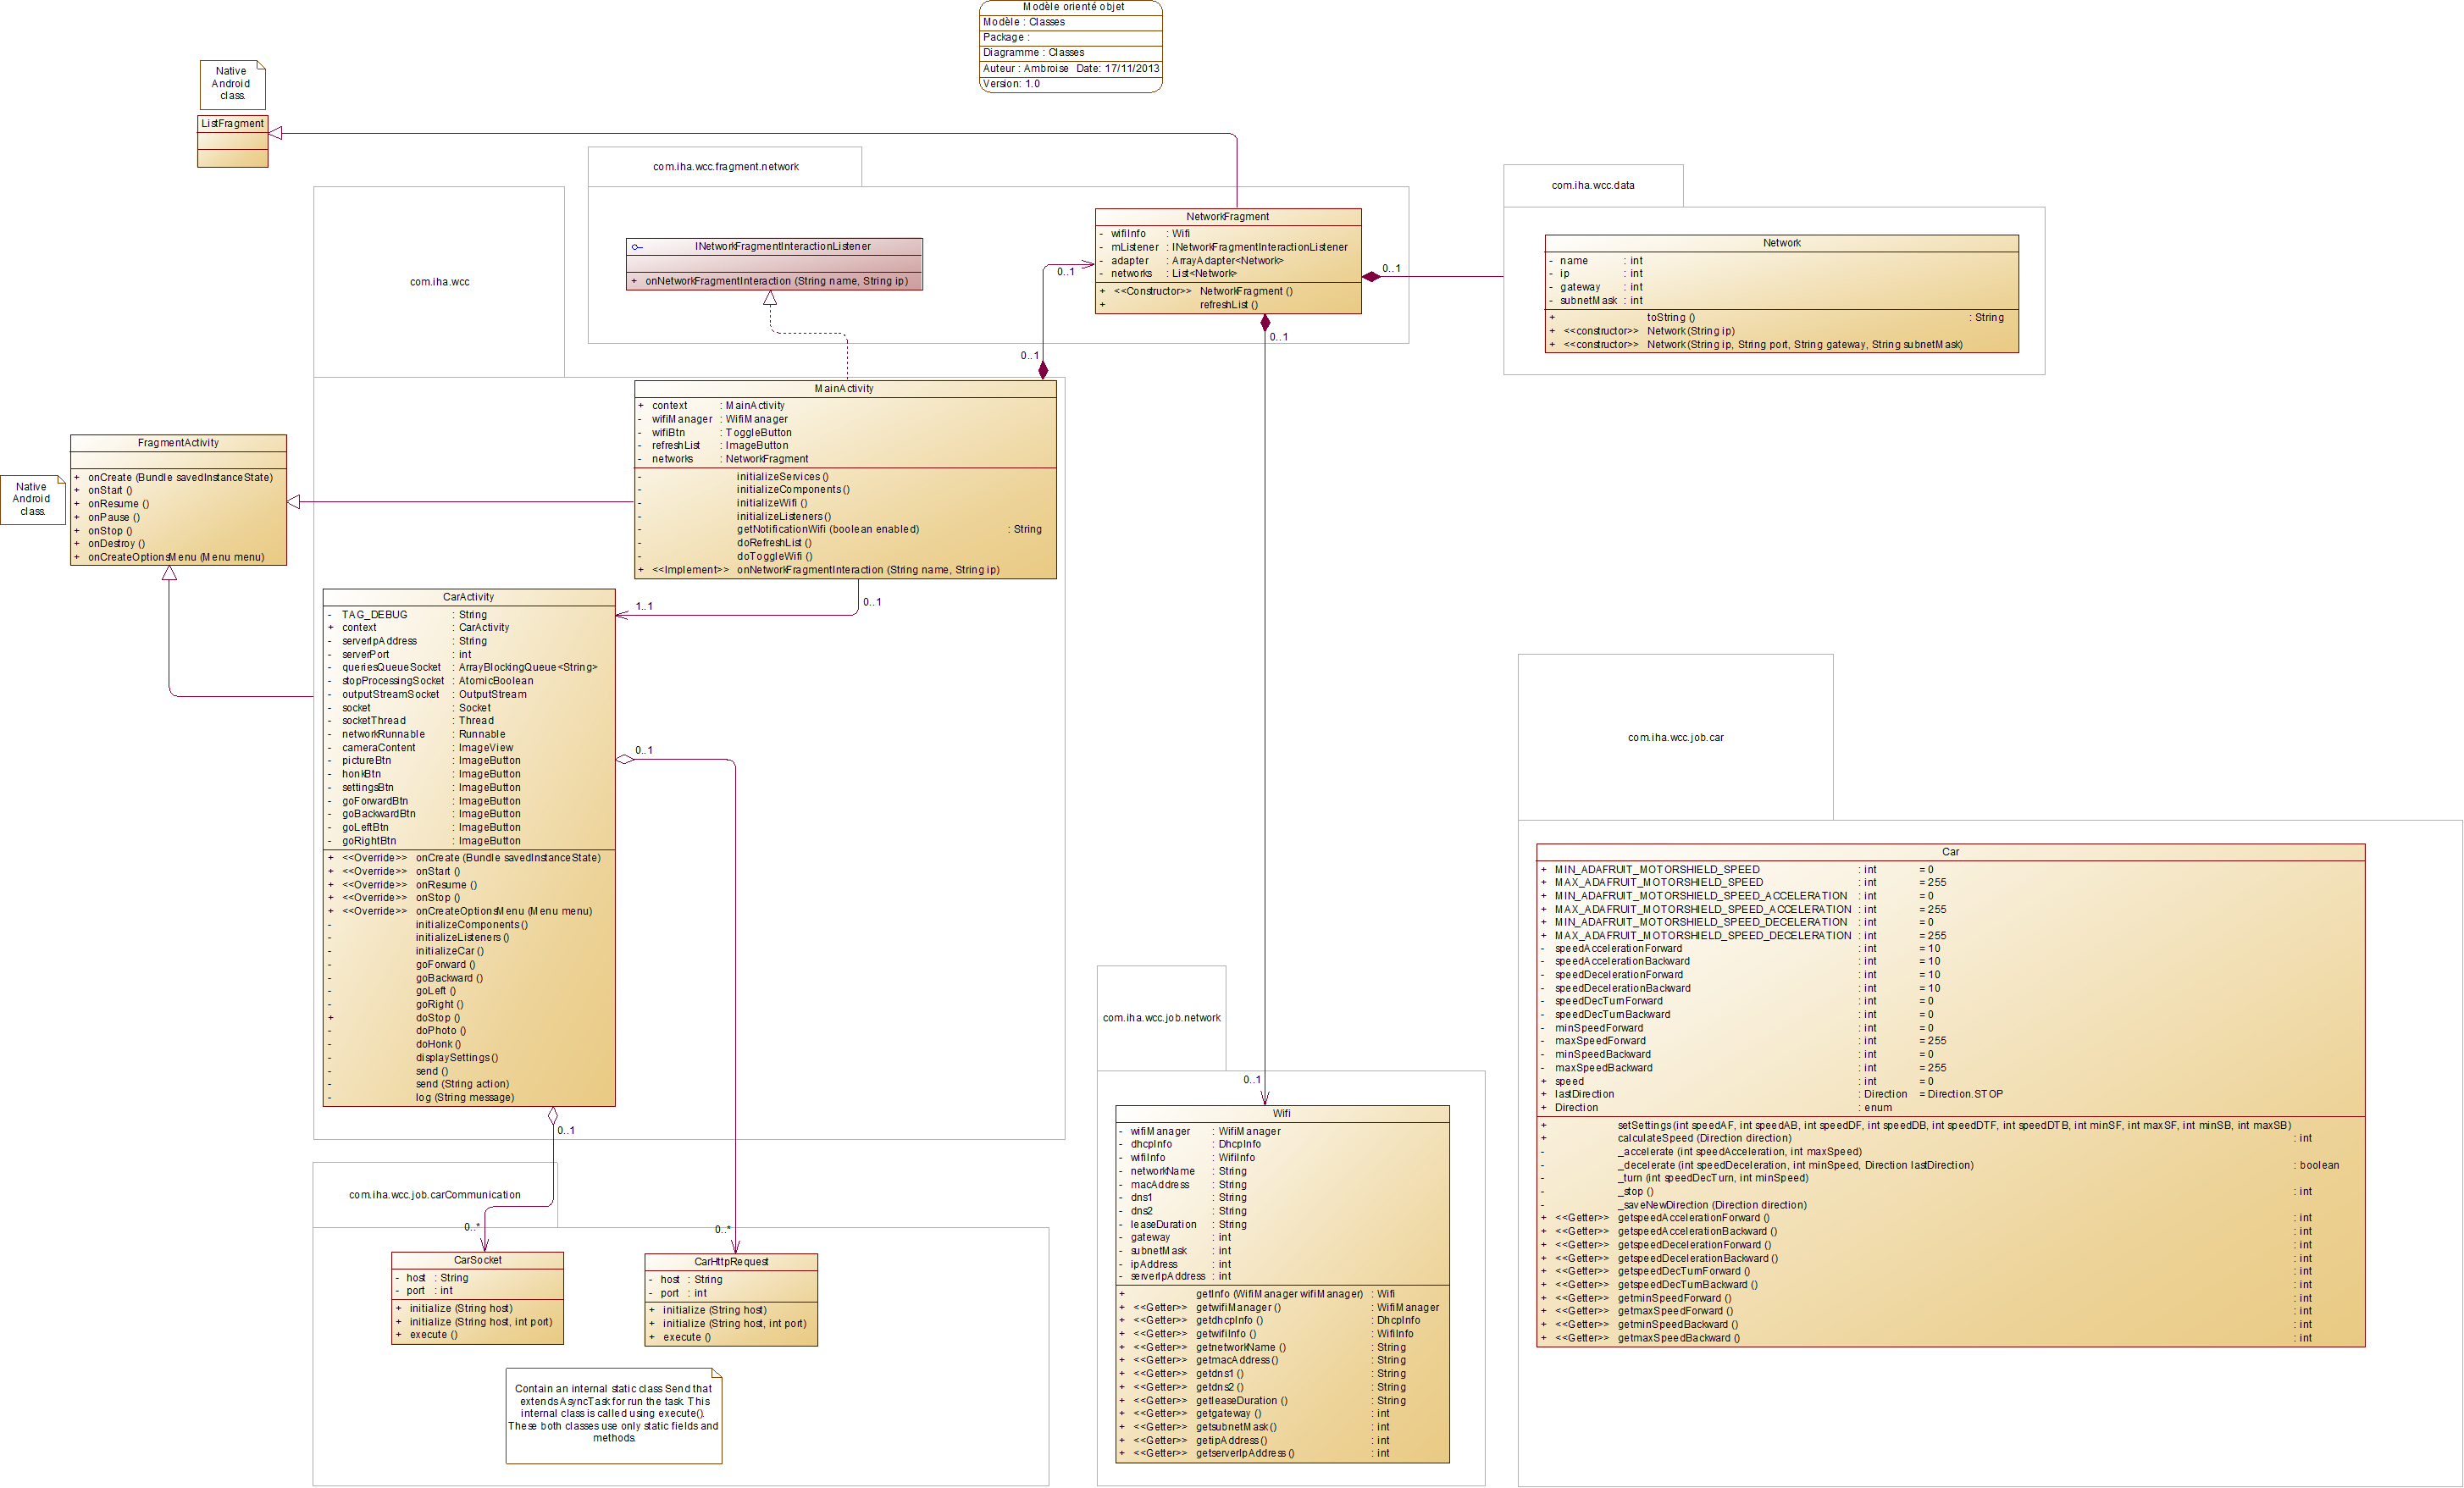 Modèle orienté objet
Modèle : Classes
Package :
Diagramme : Classes
Auteur : Ambroise Date: 17/11/2013
Version: 1.0
Native
Android
class.
ListFragment
com.iha.wcc.fragment.network
com.iha.wcc.data
com.iha.wcc
INetworkFragmentInteractionListener
+ onNetworkFragmentInteraction (String name, String ip)
NetworkFragment
- wifiInfo : Wifi
- mListener : INetworkFragmentInteractionListener
- adapter : ArrayAdapter<Network>
- networks : List<Network>
+ <<Constructor>> NetworkFragment ()
+ refreshList ()
0..1
0..1
0..1
0..1
Network
- name : int
- ip : int
- gateway : int
- subnetMask : int
+ toString () : String
+ <<constructor>> Network (String ip)
+ <<constructor>> Network (String ip, String port, String gateway, String subnetMask)
MainActivity
+ context : MainActivity
- wifiManager : WifiManager
- wifiBtn : ToggleButton
- refreshList : ImageButton
- networks : NetworkFragment
- initializeServices ()
- initializeComponents ()
- initializeWifi ()
- initializeListeners ()
- getNotificationWifi (boolean enabled) : String
- doRefreshList ()
- doToggleWifi ()
+ <<Implement>> onNetworkFragmentInteraction (String name, String ip)
Native
Android
class.
FragmentActivity
+ onCreate (Bundle savedInstanceState)
+ onStart ()
+ onResume ()
+ onPause ()
+ onStop ()
+ onDestroy ()
+ onCreateOptionsMenu (Menu menu)
1..1
0..1
CarActivity
- TAG_DEBUG : String
+ context : CarActivity
- serverIpAddress : String
- serverPort : int
- queriesQueueSocket : ArrayBlockingQueue<String>
- stopProcessingSocket : AtomicBoolean
- outputStreamSocket : OutputStream
- socket : Socket
- socketThread : Thread
- networkRunnable : Runnable
- cameraContent : ImageView
- pictureBtn : ImageButton
- honkBtn : ImageButton
- settingsBtn : ImageButton
- goForwardBtn : ImageButton
- goBackwardBtn : ImageButton
- goLeftBtn : ImageButton
- goRightBtn : ImageButton
+ <<Override>> onCreate (Bundle savedInstanceState)
+ <<Override>> onStart ()
+ <<Override>> onResume ()
+ <<Override>> onStop ()
+ <<Override>> onCreateOptionsMenu (Menu menu)
- initializeComponents ()
- initializeListeners ()
- initializeCar ()
- goForward ()
- goBackward ()
- goLeft ()
- goRight ()
+ doStop ()
- doPhoto ()
- doHonk ()
- displaySettings ()
- send ()
- send (String action)
- log (String message)
0..1
0..1
com.iha.wcc.job.carCommunication
0..*
0..*
CarSocket
- host : String
- port : int
+ initialize (String host)
+ initialize (String host, int port)
+ execute ()
CarHttpRequest
- host : String
- port : int
+ initialize (String host)
+ initialize (String host, int port)
+ execute ()
Contain an internal static class Send that
extends AsyncTask for run the task. This
internal class is called using execute().
These both classes use only static fields and
methods.
com.iha.wcc.job.network
0..1
Wifi
- wifiManager : WifiManager
- dhcpInfo : DhcpInfo
- wifiInfo : WifiInfo
- networkName : String
- macAddress : String
- dns1 : String
- dns2 : String
- leaseDuration : String
- gateway : int
- subnetMask : int
- ipAddress : int
- serverIpAddress : int
+ getInfo (WifiManager wifiManager) : Wifi
+ <<Getter>> getwifiManager () : WifiManager
+ <<Getter>> getdhcpInfo () : DhcpInfo
+ <<Getter>> getwifiInfo () : WifiInfo
+ <<Getter>> getnetworkName () : String
+ <<Getter>> getmacAddress () : String
+ <<Getter>> getdns1 () : String
+ <<Getter>> getdns2 () : String
+ <<Getter>> getleaseDuration () : String
+ <<Getter>> getgateway () : int
+ <<Getter>> getsubnetMask () : int
+ <<Getter>> getipAddress () : int
+ <<Getter>> getserverIpAddress () : int
com.iha.wcc.job.car
Car
+ MIN_ADAFRUIT_MOTORSHIELD_SPEED : int = 0
+ MAX_ADAFRUIT_MOTORSHIELD_SPEED : int = 255
+ MIN_ADAFRUIT_MOTORSHIELD_SPEED_ACCELERATION : int = 0
+ MAX_ADAFRUIT_MOTORSHIELD_SPEED_ACCELERATION : int = 255
+ MIN_ADAFRUIT_MOTORSHIELD_SPEED_DECELERATION : int = 0
+ MAX_ADAFRUIT_MOTORSHIELD_SPEED_DECELERATION : int = 255
- speedAccelerationForward : int = 10
- speedAccelerationBackward : int = 10
- speedDecelerationForward : int = 10
- speedDecelerationBackward : int = 10
- speedDecTurnForward : int = 0
- speedDecTurnBackward : int = 0
- minSpeedForward : int = 0
- maxSpeedForward : int = 255
- minSpeedBackward : int = 0
- maxSpeedBackward : int = 255
+ speed : int = 0
+ lastDirection : Direction = Direction.STOP
+ Direction : enum
+ setSettings (int speedAF, int speedAB, int speedDF, int speedDB, int speedDTF, int speedDTB, int minSF, int maxSF, int minSB, int maxSB)
+ calculateSpeed (Direction direction) : int
- _accelerate (int speedAcceleration, int maxSpeed)
- _decelerate (int speedDeceleration, int minSpeed, Direction lastDirection) : boolean
- _turn (int speedDecTurn, int minSpeed)
- _stop () : int
- _saveNewDirection (Direction direction)
+ <<Getter>> getspeedAccelerationForward () : int
+ <<Getter>> getspeedAccelerationBackward () : int
+ <<Getter>> getspeedDecelerationForward () : int
+ <<Getter>> getspeedDecelerationBackward () : int
+ <<Getter>> getspeedDecTurnForward () : int
+ <<Getter>> getspeedDecTurnBackward () : int
+ <<Getter>> getminSpeedForward () : int
+ <<Getter>> getmaxSpeedForward () : int
+ <<Getter>> getminSpeedBackward () : int
+ <<Getter>> getmaxSpeedBackward () : int